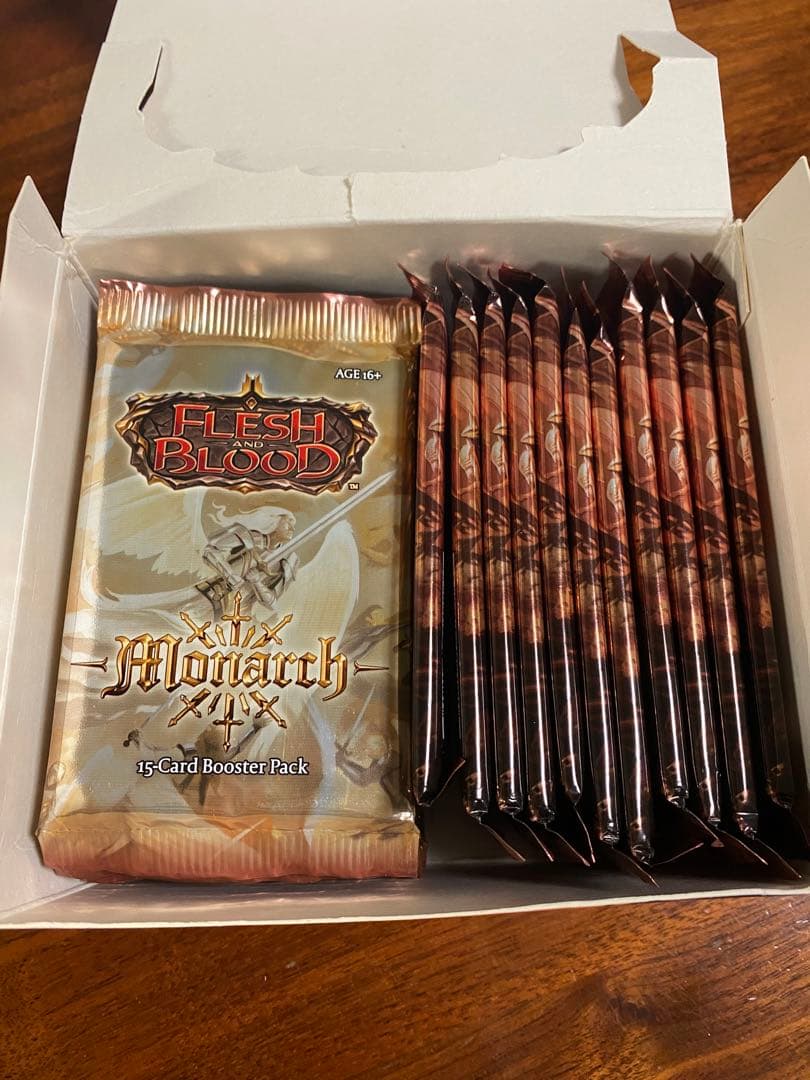 AGE 16+
FLESH
AND
BLOOD
TM
Monarch
15-Card Booster Pack